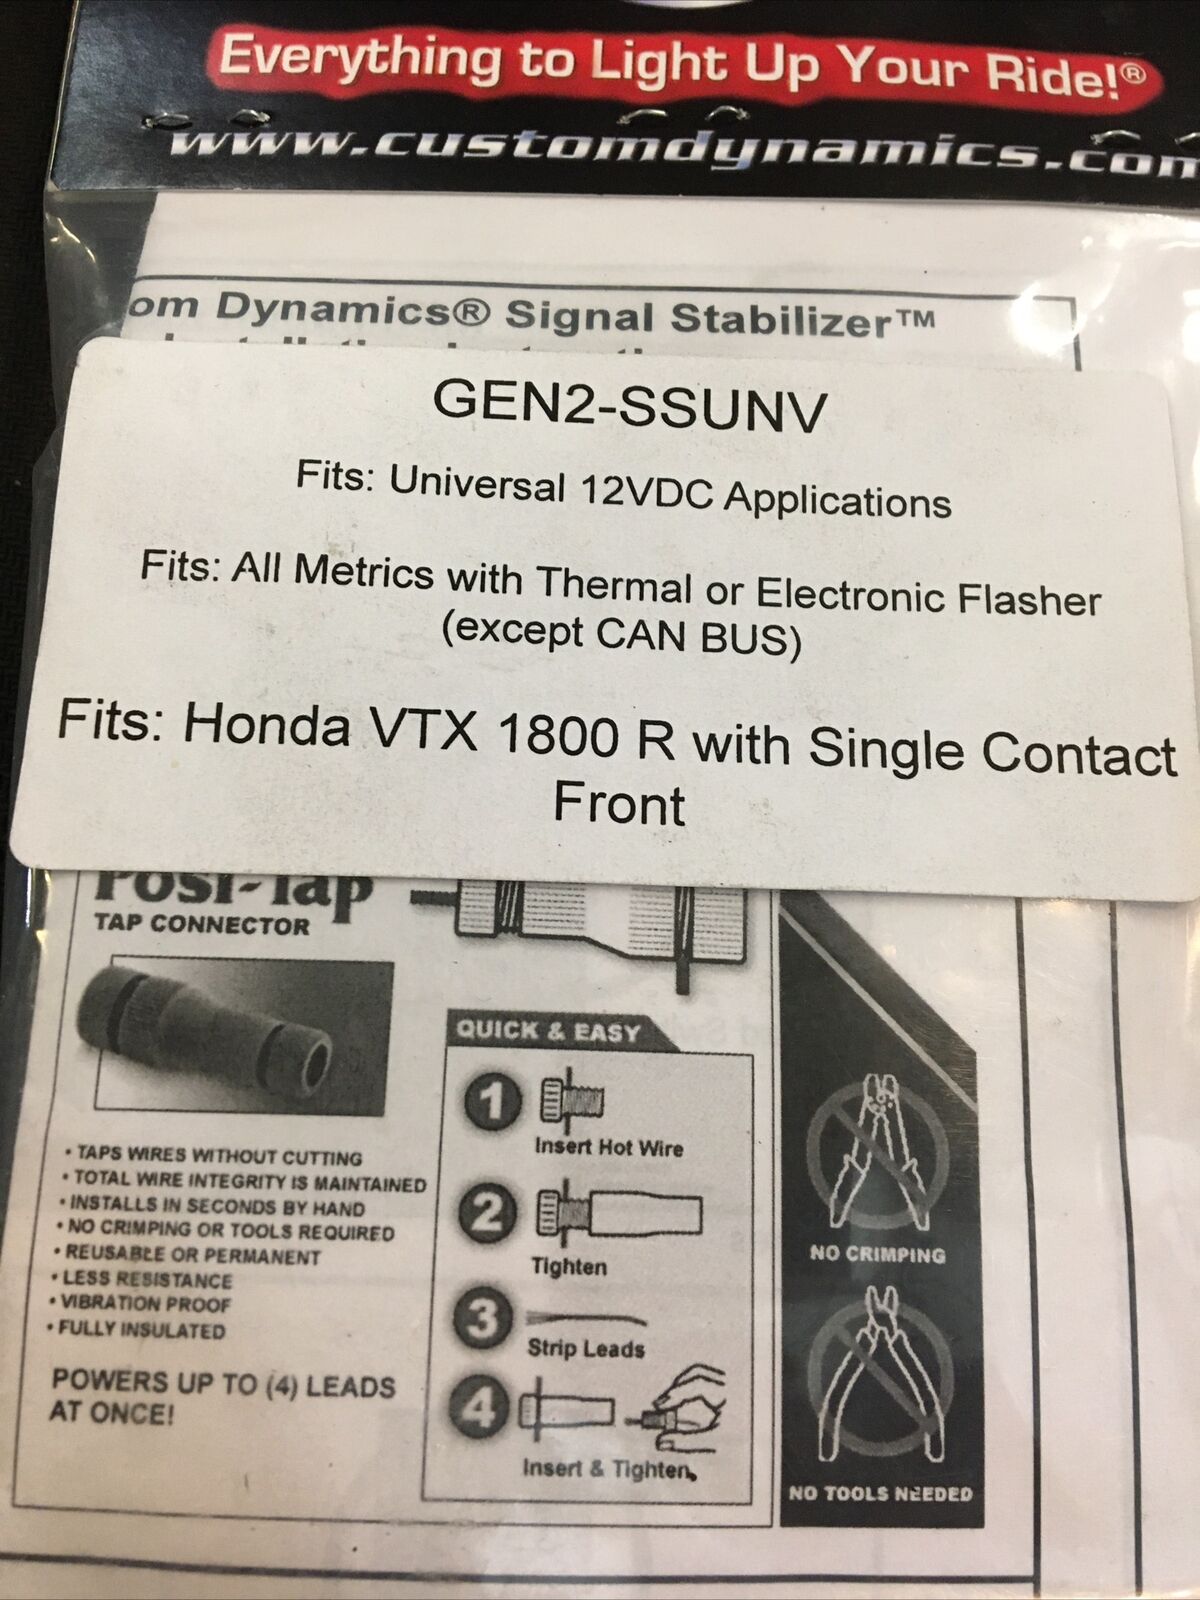 Everything to Light Up Your Ride!®
www.customdynamics.com
om Dynamics® Signal Stabilizer™
GEN2-SSUNV
Fits: Universal 12VDC Applications
Fits: All Metrics with Thermal or Electronic Flasher
(except CAN BUS)
Fits: Honda VTX 1800 R with Single Contact
Front
Posi-Tap
TAP CONNECTOR
• TAPS WIRES WITHOUT CUTTING
• TOTAL WIRE INTEGRITY IS MAINTAINED
• INSTALLS IN SECONDS BY HAND
• NO CRIMPING OR TOOLS REQUIRED
• REUSABLE OR PERMANENT
• LESS RESISTANCE
• VIBRATION PROOF
• FULLY INSULATED
POWERS UP TO (4) LEADS
AT ONCE!
QUICK & EASY
1
Insert Hot Wire
2
Tighten
3
Strip Leads
4
Insert & Tighten
NO CRIMPING
NO TOOLS NEEDED